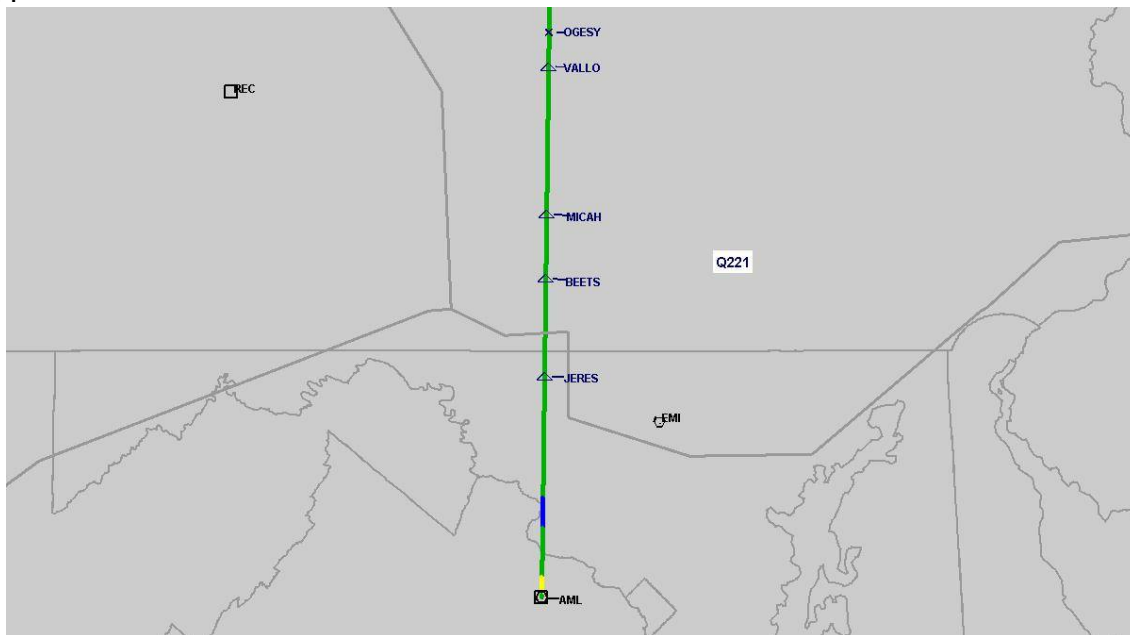 OGESY
VALLO
REC
MICAH
Q221
BEETS
JERES
EMI
AML